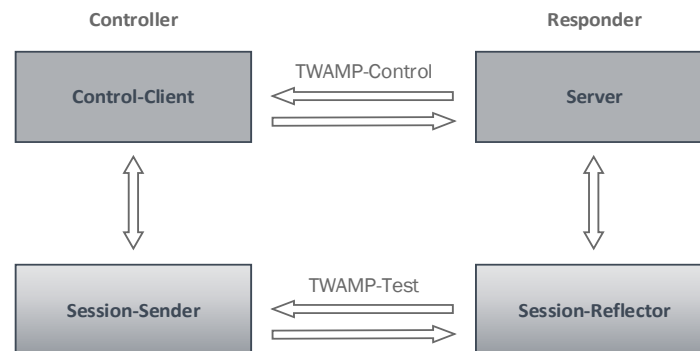 Controller
Responder
TWAMP-Control
Control-Client
Server
TWAMP-Test
Session-Sender
Session-Reflector